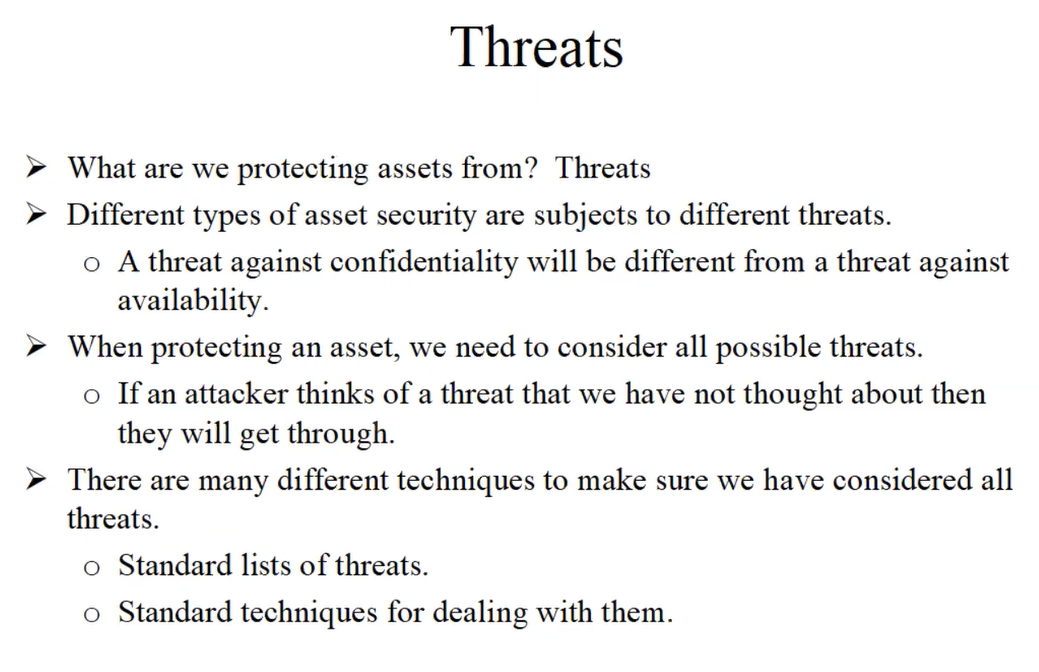 Threats
➢ What are we protecting assets from?  Threats
➢ Different types of asset security are subjects to different threats.
o A threat against confidentiality will be different from a threat against
availability.
➢ When protecting an asset, we need to consider all possible threats.
o If an attacker thinks of a threat that we have not thought about then
they will get through.
➢ There are many different techniques to make sure we have considered all
threats.
o Standard lists of threats.
o Standard techniques for dealing with them.